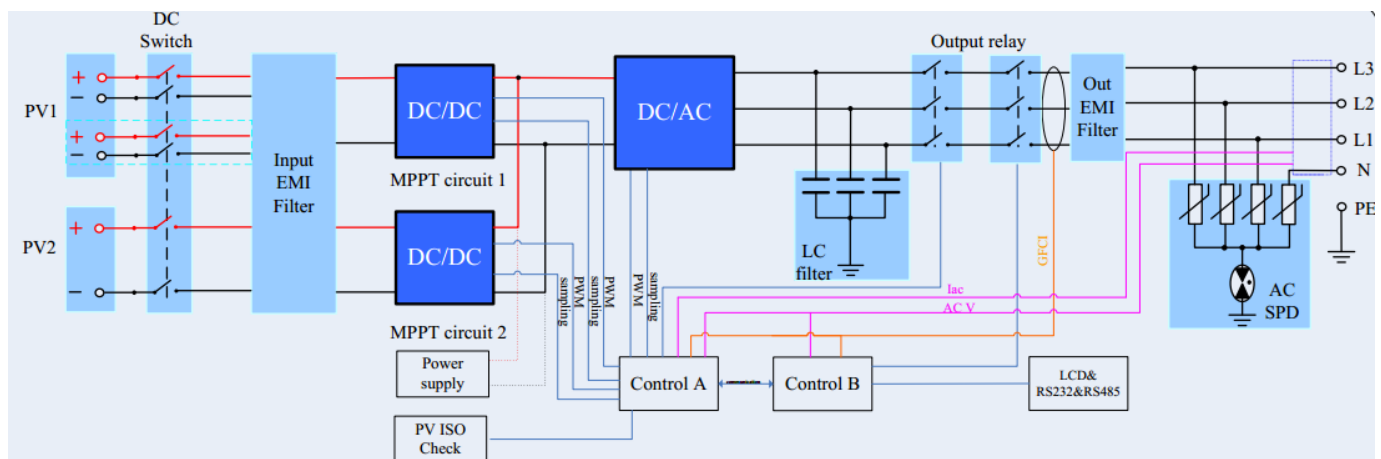 DC
Switch
Output relay
PV1
+
−
+
−
PV2
+
−
Input
EMI
Filter
DC/DC
MPPT circuit 1
DC/DC
MPPT circuit 2
DC/AC
LC
filter
Out
EMI
Filter
L3
L2
L1
N
PE
AC
SPD
GFCI
Iac
AC V
sampling
PWM
sampling
PWM
PWM
sampling
Power
supply
PV ISO
Check
Control A
Control B
LCD&
RS232&RS485